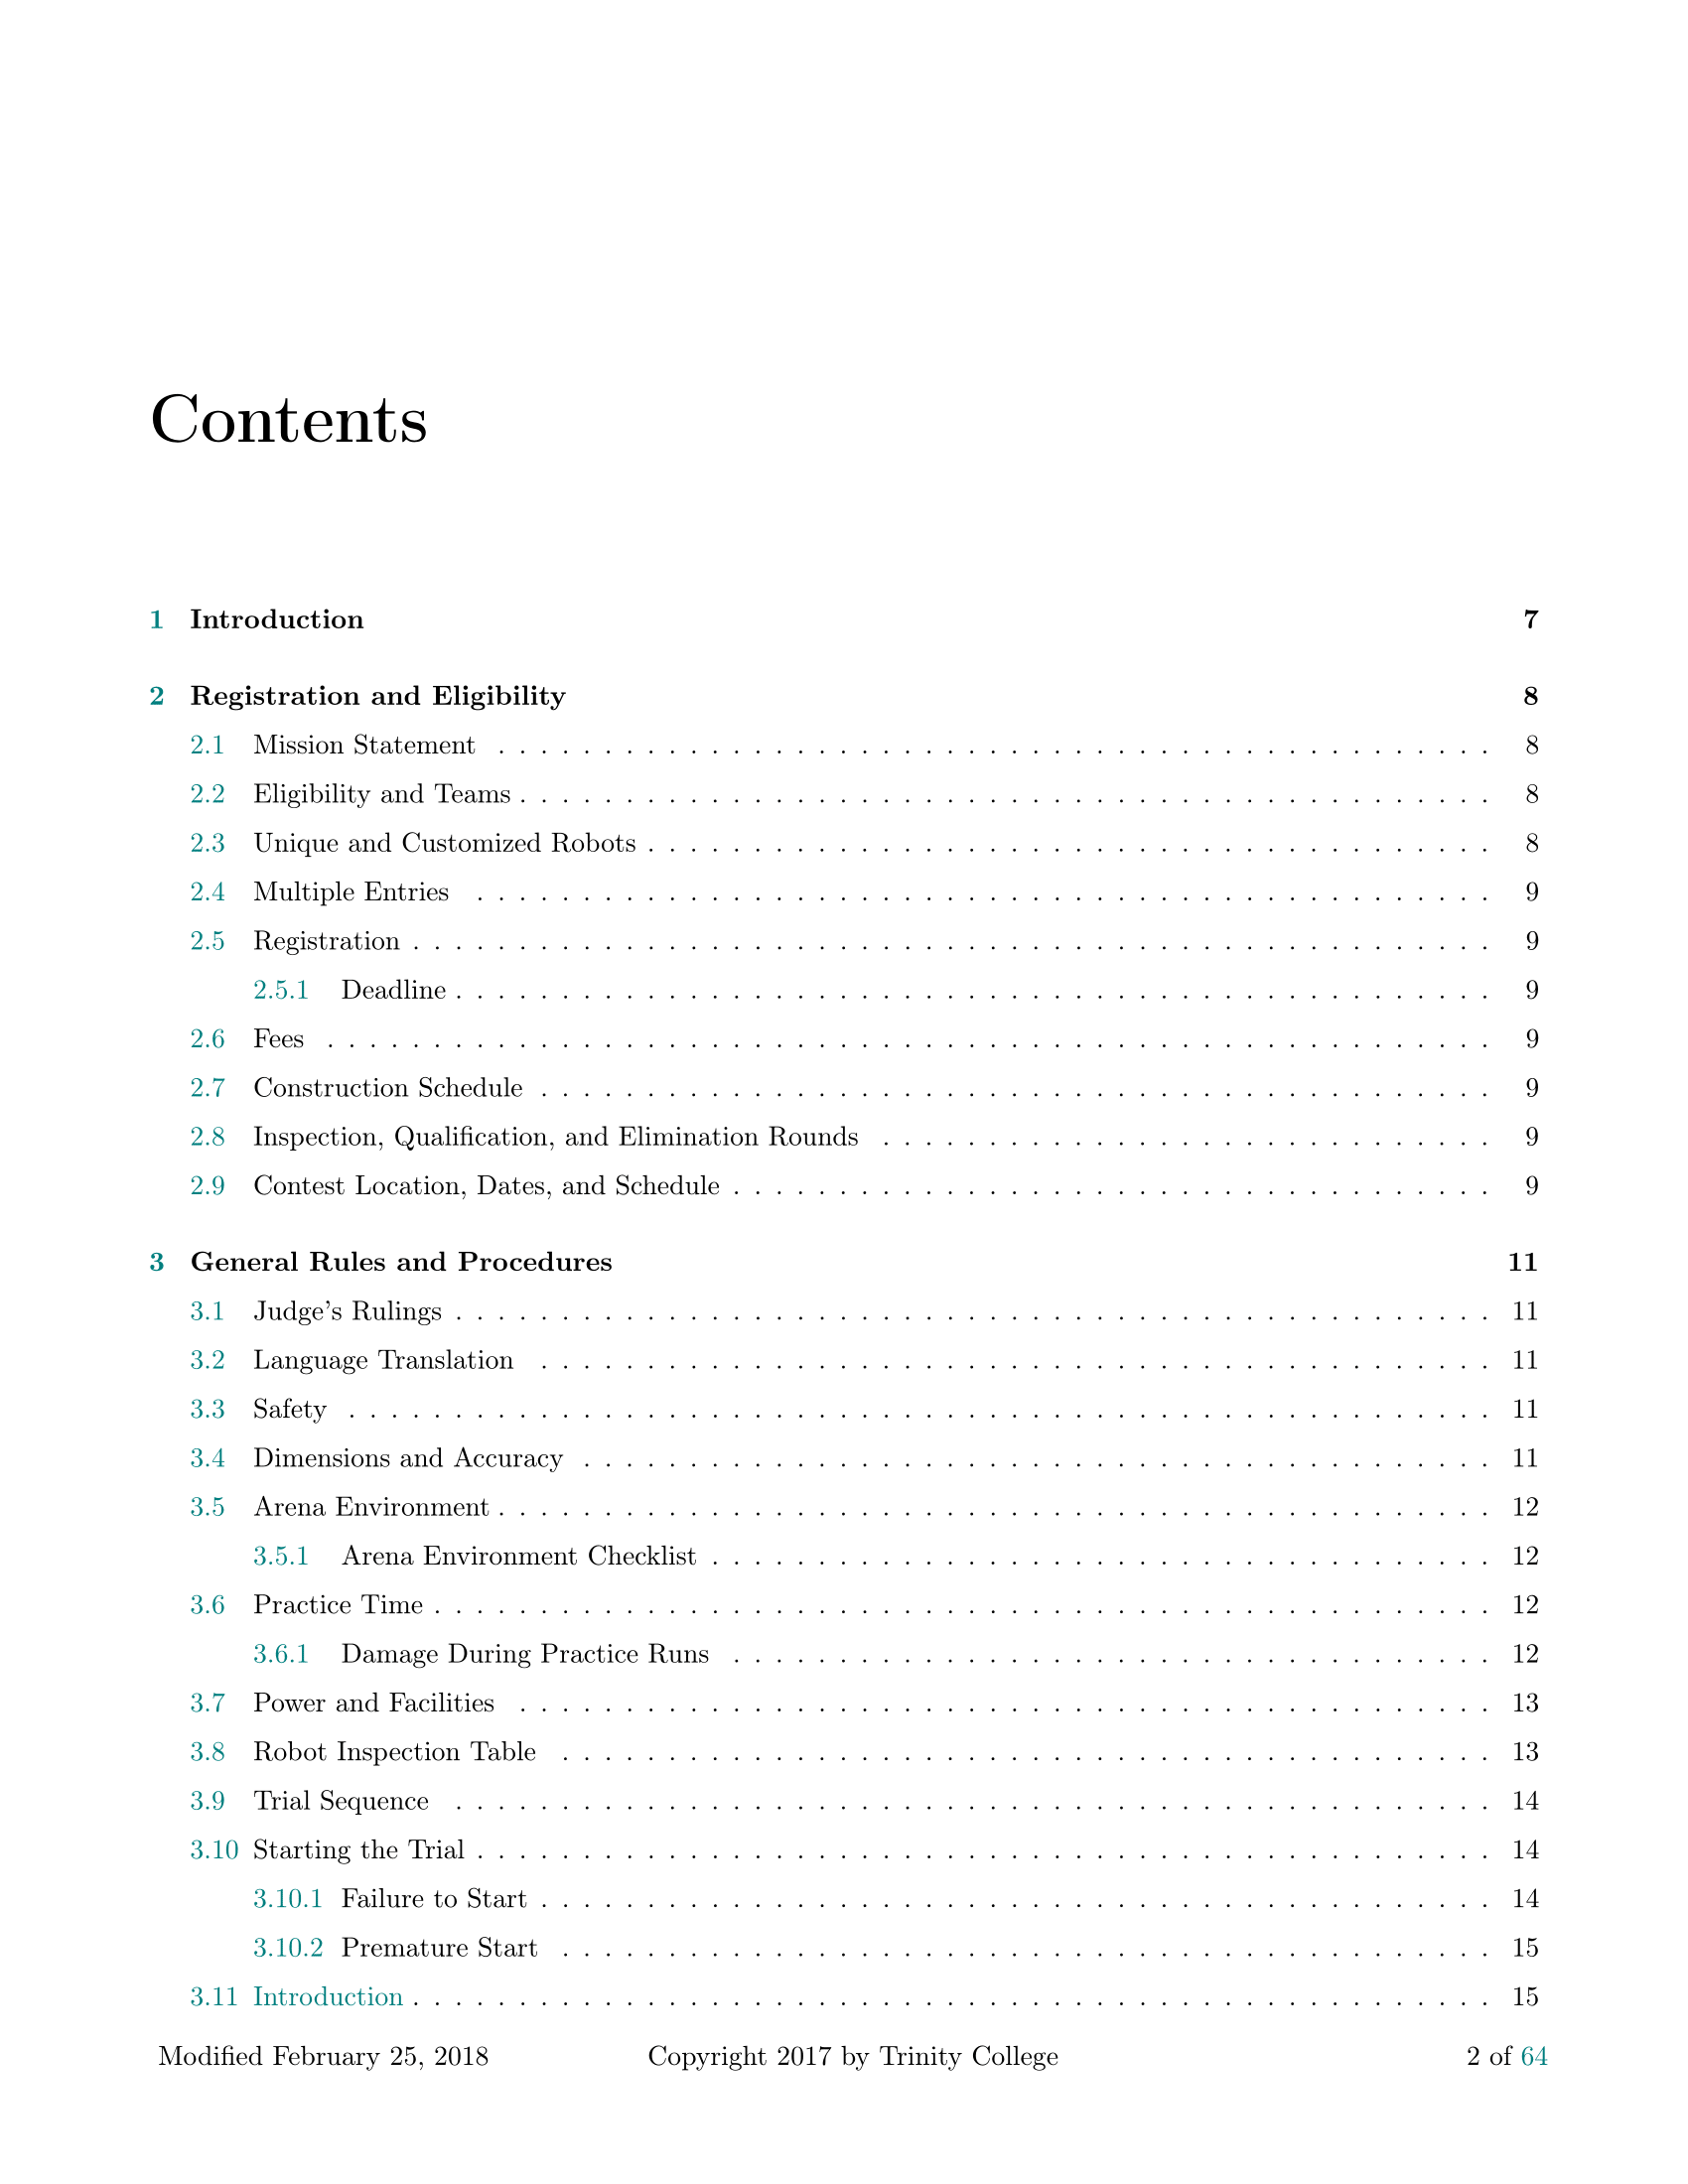 Contents
1 Introduction 7
2 Registration and Eligibility 8
2.1 Mission Statement . . . . . . . . . . . . . . . . . . . . . . . . . . . . . . . . . . . . . . . . . . . . . . . 8
2.2 Eligibility and Teams . . . . . . . . . . . . . . . . . . . . . . . . . . . . . . . . . . . . . . . . . . . . . . 8
2.3 Unique and Customized Robots . . . . . . . . . . . . . . . . . . . . . . . . . . . . . . . . . . . . . . . . 8
2.4 Multiple Entries . . . . . . . . . . . . . . . . . . . . . . . . . . . . . . . . . . . . . . . . . . . . . . . . 9
2.5 Registration . . . . . . . . . . . . . . . . . . . . . . . . . . . . . . . . . . . . . . . . . . . . . . . . . . . 9
2.5.1 Deadline . . . . . . . . . . . . . . . . . . . . . . . . . . . . . . . . . . . . . . . . . . . . . . . . . 9
2.6 Fees . . . . . . . . . . . . . . . . . . . . . . . . . . . . . . . . . . . . . . . . . . . . . . . . . . . . . . . 9
2.7 Construction Schedule . . . . . . . . . . . . . . . . . . . . . . . . . . . . . . . . . . . . . . . . . . . . . 9
2.8 Inspection, Qualification, and Elimination Rounds . . . . . . . . . . . . . . . . . . . . . . . . . . . . . 9
2.9 Contest Location, Dates, and Schedule . . . . . . . . . . . . . . . . . . . . . . . . . . . . . . . . . . . . 9
3 General Rules and Procedures 11
3.1 Judge's Rulings . . . . . . . . . . . . . . . . . . . . . . . . . . . . . . . . . . . . . . . . . . . . . . . . . 11
3.2 Language Translation . . . . . . . . . . . . . . . . . . . . . . . . . . . . . . . . . . . . . . . . . . . . . 11
3.3 Safety . . . . . . . . . . . . . . . . . . . . . . . . . . . . . . . . . . . . . . . . . . . . . . . . . . . . . . 11
3.4 Dimensions and Accuracy . . . . . . . . . . . . . . . . . . . . . . . . . . . . . . . . . . . . . . . . . . . 11
3.5 Arena Environment . . . . . . . . . . . . . . . . . . . . . . . . . . . . . . . . . . . . . . . . . . . . . . . 12
3.5.1 Arena Environment Checklist . . . . . . . . . . . . . . . . . . . . . . . . . . . . . . . . . . . . . 12
3.6 Practice Time . . . . . . . . . . . . . . . . . . . . . . . . . . . . . . . . . . . . . . . . . . . . . . . . . . 12
3.6.1 Damage During Practice Runs . . . . . . . . . . . . . . . . . . . . . . . . . . . . . . . . . . . . 12
3.7 Power and Facilities . . . . . . . . . . . . . . . . . . . . . . . . . . . . . . . . . . . . . . . . . . . . . . 13
3.8 Robot Inspection Table . . . . . . . . . . . . . . . . . . . . . . . . . . . . . . . . . . . . . . . . . . . . 13
3.9 Trial Sequence . . . . . . . . . . . . . . . . . . . . . . . . . . . . . . . . . . . . . . . . . . . . . . . . . 14
3.10 Starting the Trial . . . . . . . . . . . . . . . . . . . . . . . . . . . . . . . . . . . . . . . . . . . . . . . . 14
3.10.1 Failure to Start . . . . . . . . . . . . . . . . . . . . . . . . . . . . . . . . . . . . . . . . . . . . . 14
3.10.2 Premature Start . . . . . . . . . . . . . . . . . . . . . . . . . . . . . . . . . . . . . . . . . . . . 15
3.11 Introduction . . . . . . . . . . . . . . . . . . . . . . . . . . . . . . . . . . . . . . . . . . . . . . . . . . . 15
Modified February 25, 2018 Copyright 2017 by Trinity College 2 of 64